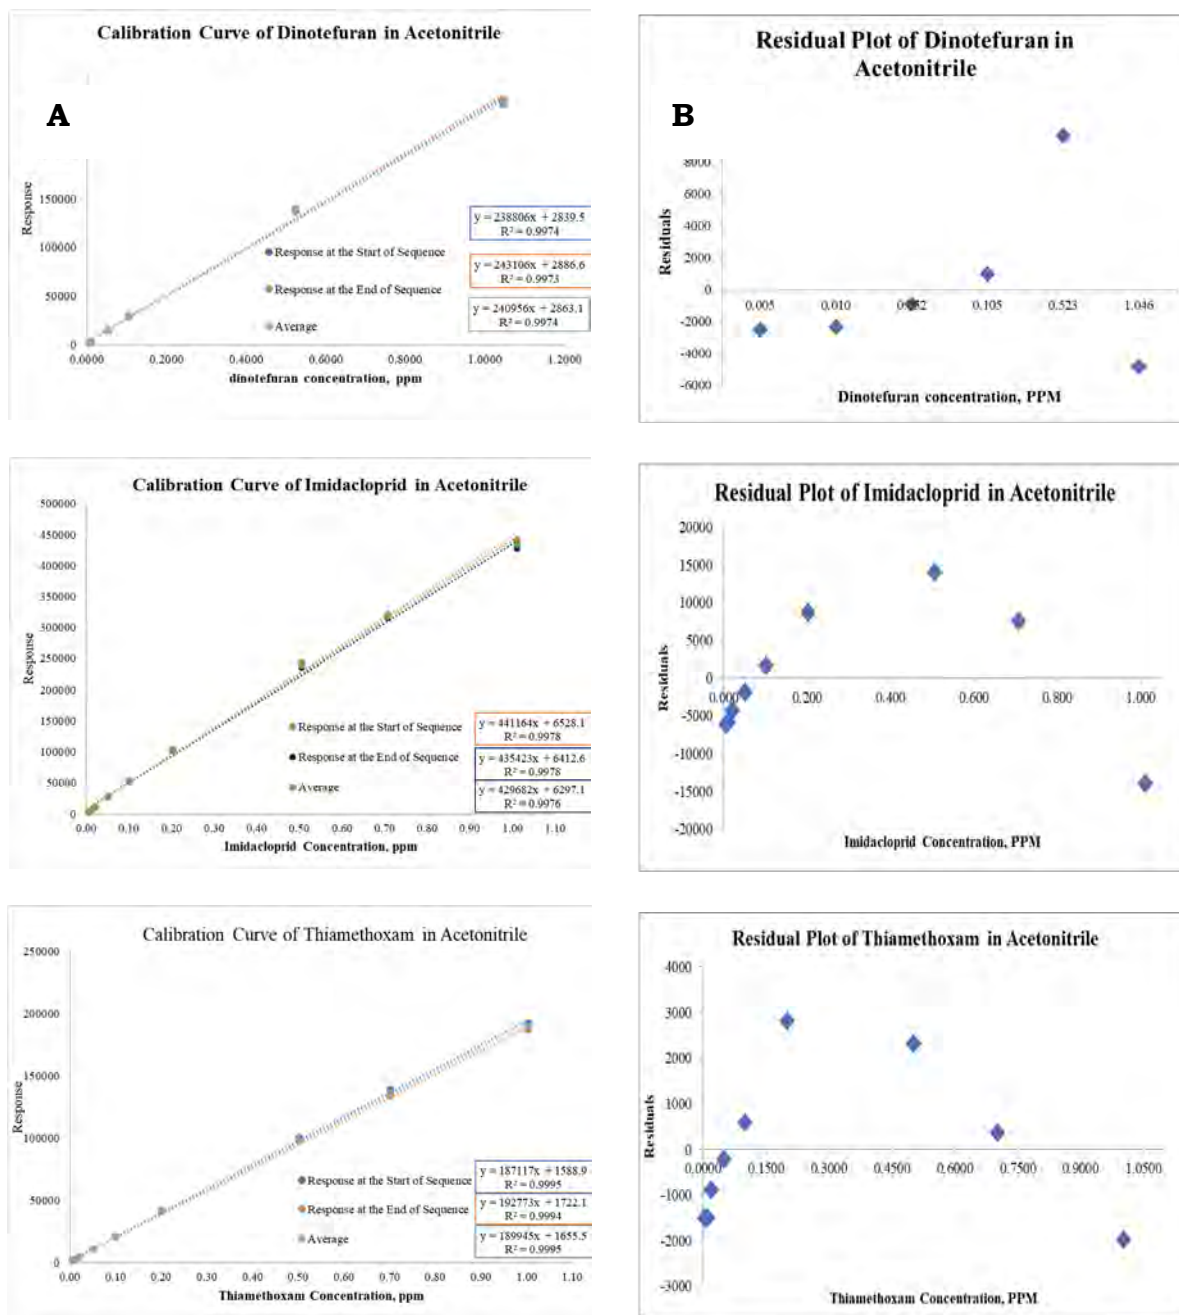 Calibration Curve of Dinotefuran in Acetonitrile
A
150000
100000
50000
0
Response
y = 238806x + 2839.5
R² = 0.9974
y = 243106x + 2886.6
R² = 0.9973
y = 240956x + 2863.1
R² = 0.9974
Response at the Start of Sequence
Response at the End of Sequence
Average
0.0000 0.2000 0.4000 0.6000 0.8000 1.0000 1.2000
dinotefuran concentration, ppm
Residual Plot of Dinotefuran in
Acetonitrile
B
8000
6000
4000
2000
0
-2000
-4000
-6000
Residuals
0.005 0.010 0.052 0.105 0.523 1.046
Dinotefuran concentration, PPM
Calibration Curve of Imidacloprid in Acetonitrile
500000
450000
400000
350000
300000
250000
200000
150000
100000
50000
0
Response
Response at the Start of Sequence
Response at the End of Sequence
Average
y = 441164x + 6528.1
R² = 0.9978
y = 435423x + 6412.6
R² = 0.9978
y = 429682x + 6297.1
R² = 0.9976
0.00 0.10 0.20 0.30 0.40 0.50 0.60 0.70 0.80 0.90 1.00 1.10
Imidacloprid Concentration, ppm
Residual Plot of Imidacloprid in Acetonitrile
20000
15000
10000
5000
0
-5000
-10000
-15000
-20000
Residuals
0.000 0.200 0.400 0.600 0.800 1.000
Imidacloprid Concentration, PPM
Calibration Curve of Thiamethoxam in Acetonitrile
250000
200000
150000
100000
50000
0
Response
Response at the Start of Sequence
Response at the End of Sequence
Average
y = 187117x + 1588.9
R² = 0.9995
y = 192773x + 1722.1
R² = 0.9994
y = 189945x + 1655.5
R² = 0.9995
0.00 0.10 0.20 0.30 0.40 0.50 0.60 0.70 0.80 0.90 1.00 1.10
Thiamethoxam Concentration, ppm
Residual Plot of Thiamethoxam in Acetonitrile
4000
3000
2000
1000
0
-1000
-2000
-3000
Residuals
0.0000 0.1500 0.3000 0.4500 0.6000 0.7500 0.9000 1.0500
Thiamethoxam Concentration, PPM